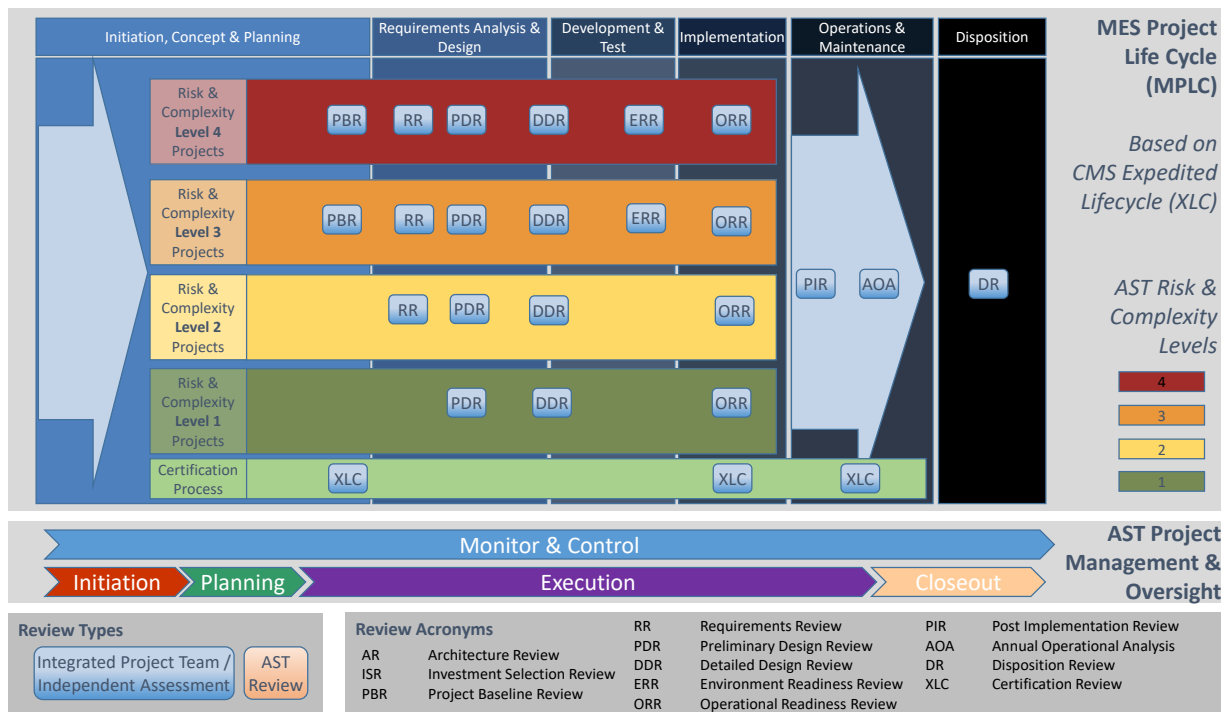 Initiation, Concept & Planning
Requirements Analysis &
Design
Development &
Test
Implementation
Operations &
Maintenance
Disposition
MES Project
Life Cycle
(MPLC)
Based on
CMS Expedited
Lifecycle (XLC)
AST Risk &
Complexity
Levels
4
3
2
1
Risk &
Complexity
Level 4
Projects
PBR
RR
PDR
DDR
ERR
ORR
Risk &
Complexity
Level 3
Projects
PBR
RR
PDR
DDR
ERR
ORR
Risk &
Complexity
Level 2
Projects
RR
PDR
DDR
ORR
PIR
AOA
DR
Risk &
Complexity
Level 1
Projects
PDR
DDR
ORR
Certification
Process
XLC
XLC
XLC
Monitor & Control
Initiation
Planning
Execution
Closeout
AST Project
Management &
Oversight
Review Types
Integrated Project Team /
Independent Assessment
AST
Review
Review Acronyms
AR Architecture Review
ISR Investment Selection Review
PBR Project Baseline Review
RR Requirements Review
PDR Preliminary Design Review
DDR Detailed Design Review
ERR Environment Readiness Review
ORR Operational Readiness Review
PIR Post Implementation Review
AOA Annual Operational Analysis
DR Disposition Review
XLC Certification Review